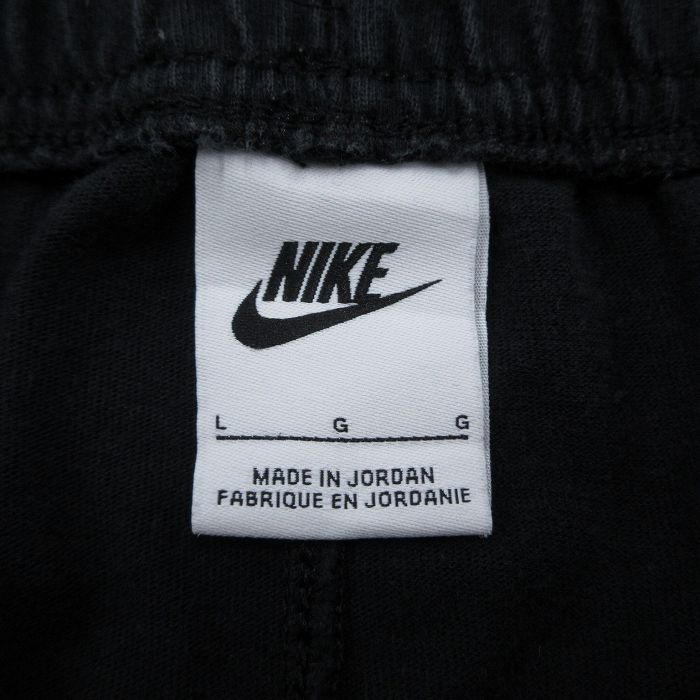 NIKE
L G G
MADE IN JORDAN
FABRIQUE EN JORDANIE